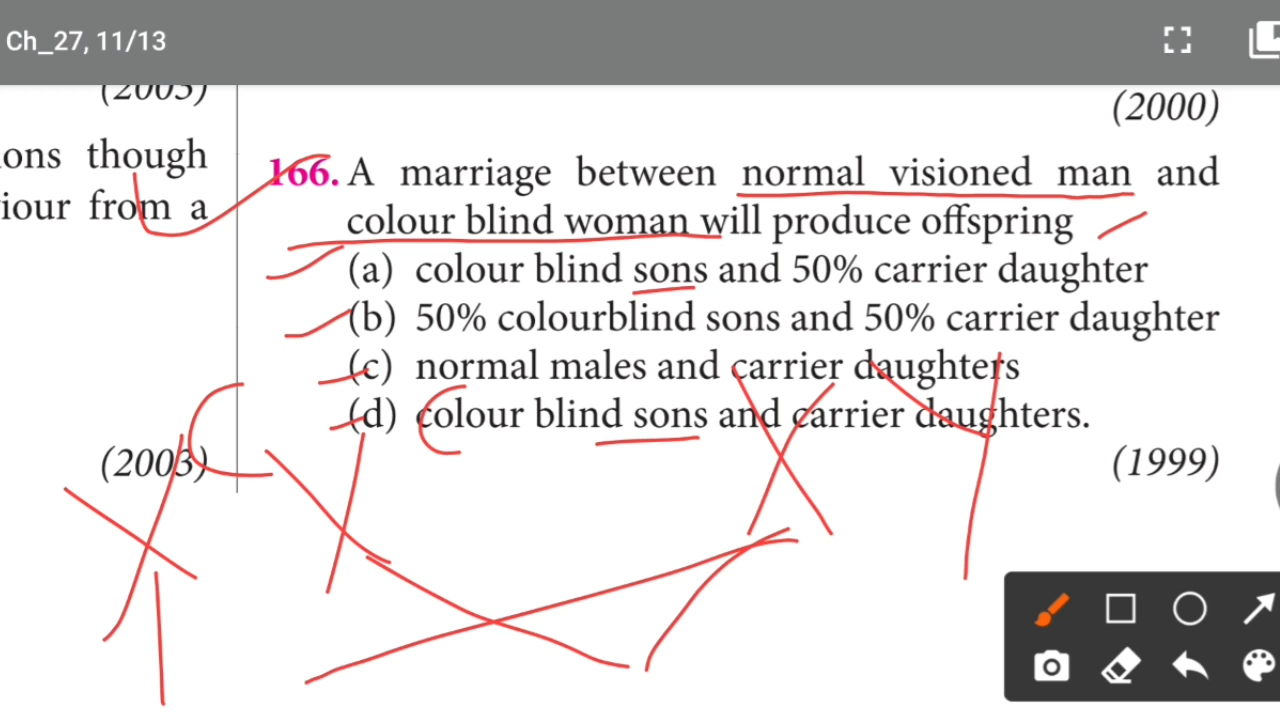 Ch_27, 11/13
(2005)
ons though
iour from a
(2003)
(2000)
166. A marriage between normal visioned man and
colour blind woman will produce offspring
(a) colour blind sons and 50% carrier daughter
(b) 50% colourblind sons and 50% carrier daughter
(c) normal males and carrier daughters
(d) colour blind sons and carrier daughters.
(1999)
X C X
X Y